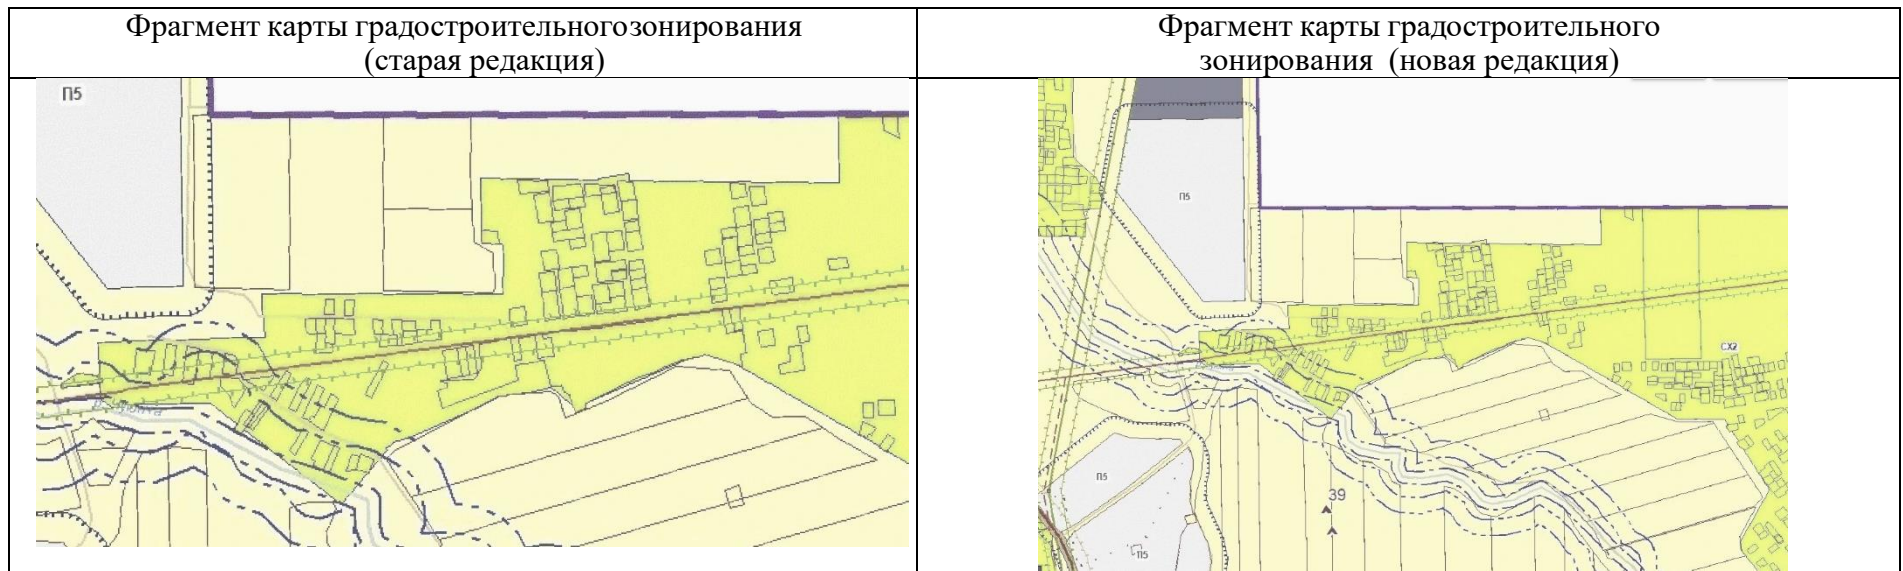 Фрагмент карты градостроительногозонирования
(старая редакция)
Фрагмент карты градостроительного
зонирования (новая редакция)
П5
П5
СХ2
П5
39
П5